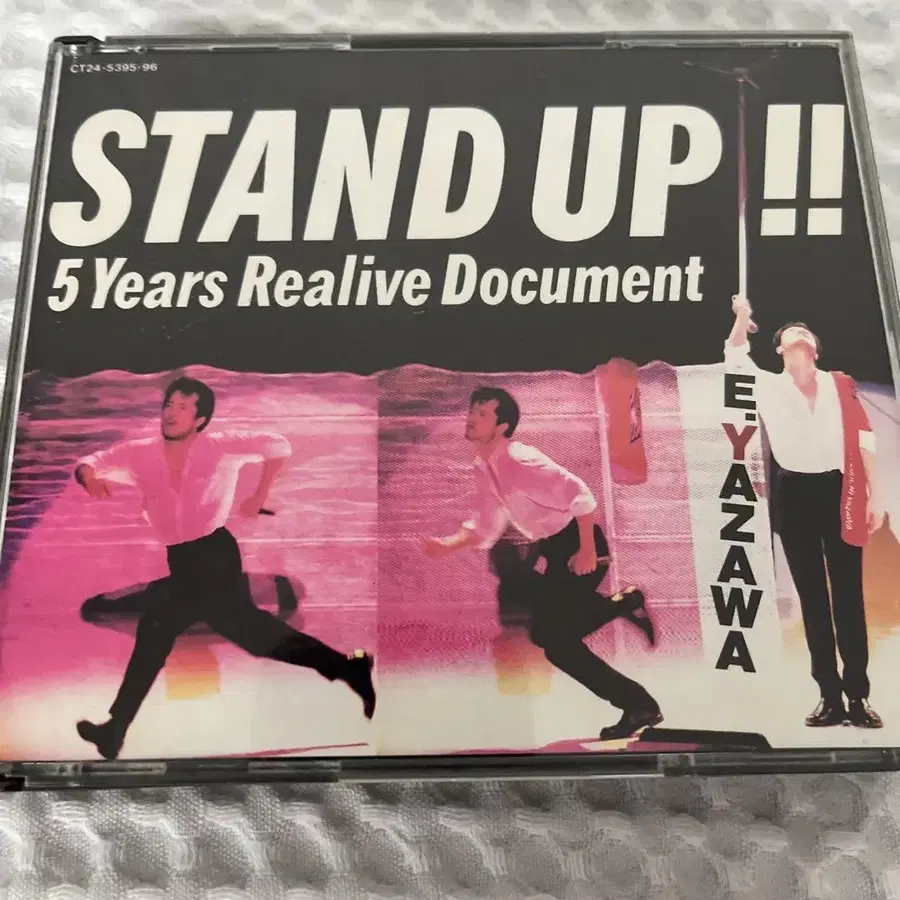 CT24-5395·96
STAND UP!!
5 Years Realive Document
E.YAZAWA